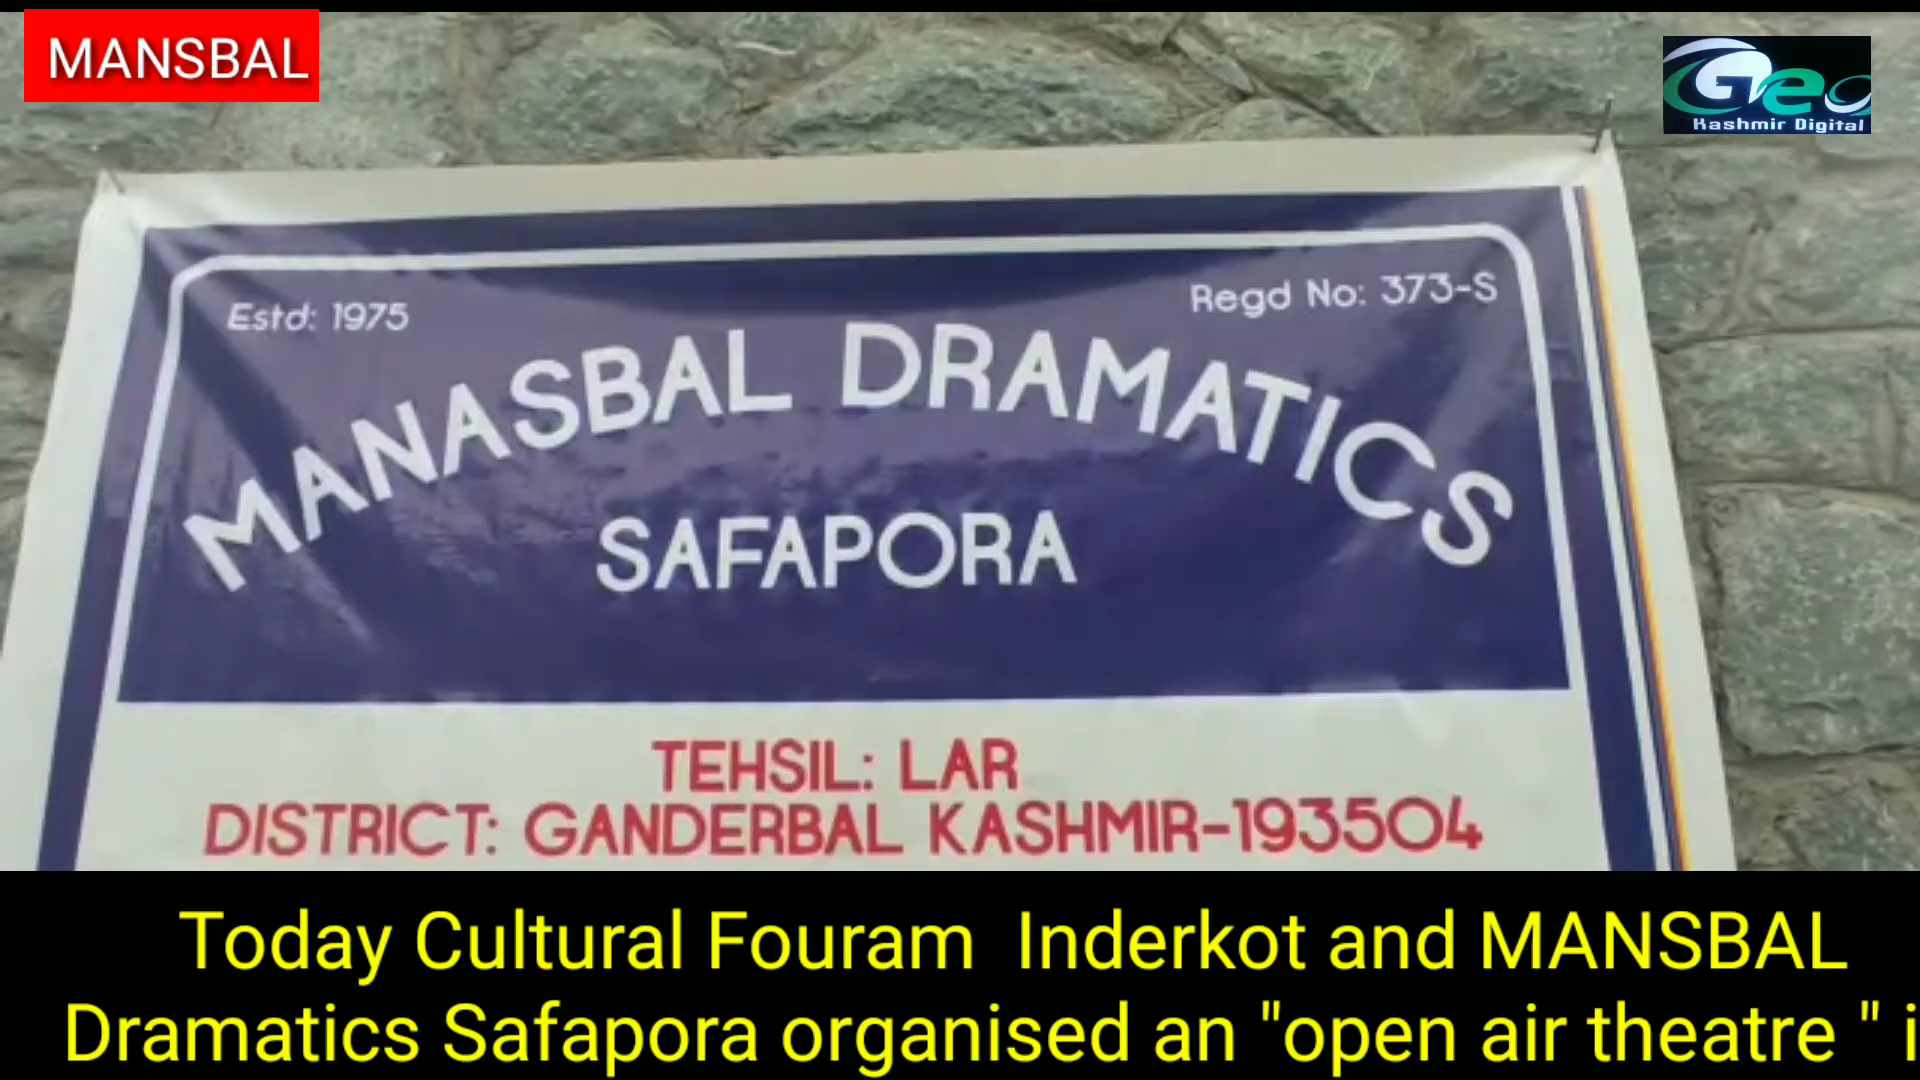 MANSBAL
Geo
Kashmir Digital
Estd: 1975
Regd No: 373-S
MANASBAL DRAMATICS
SAFAPORA
TEHSIL: LAR
DISTRICT: GANDERBAL KASHMIR-193504
Today Cultural Fouram Inderkot and MANSBAL
Dramatics Safapora organised an "open air theatre " i